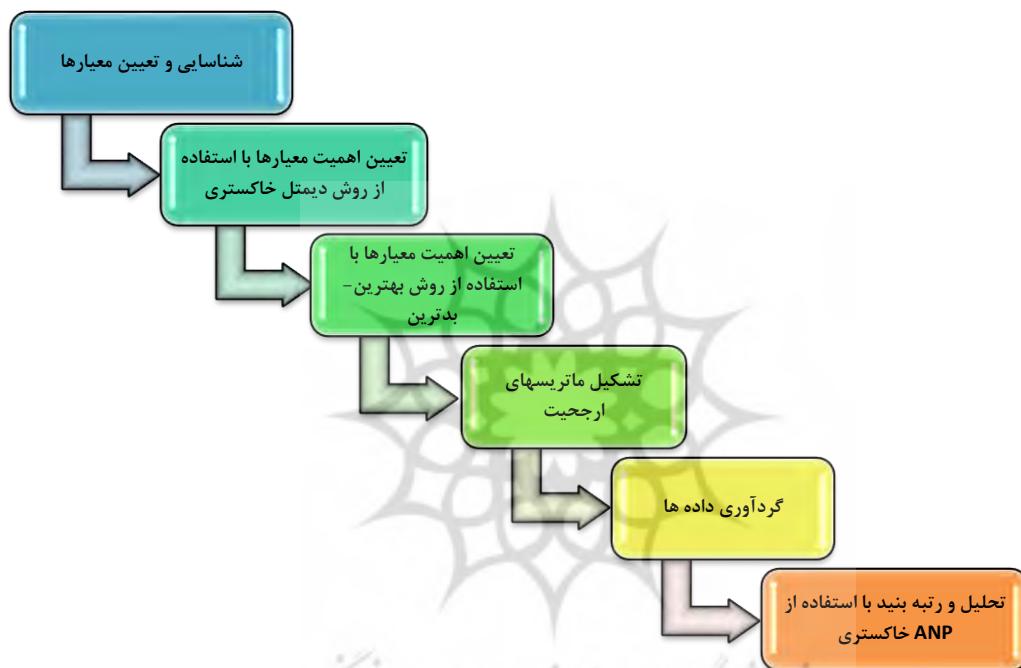 شناسایی و تعیین معیارها
تعیین اهمیت معیارها با استفاده
از روش دیمتل خاکستری
تعیین اهمیت معیارها با
استفاده از روش بهترین-
بدترین
تشکیل ماتریسهای
ارجحیت
گردآوری داده ها
تحلیل و رتبه بنید با استفاده از
ANP خاکستری